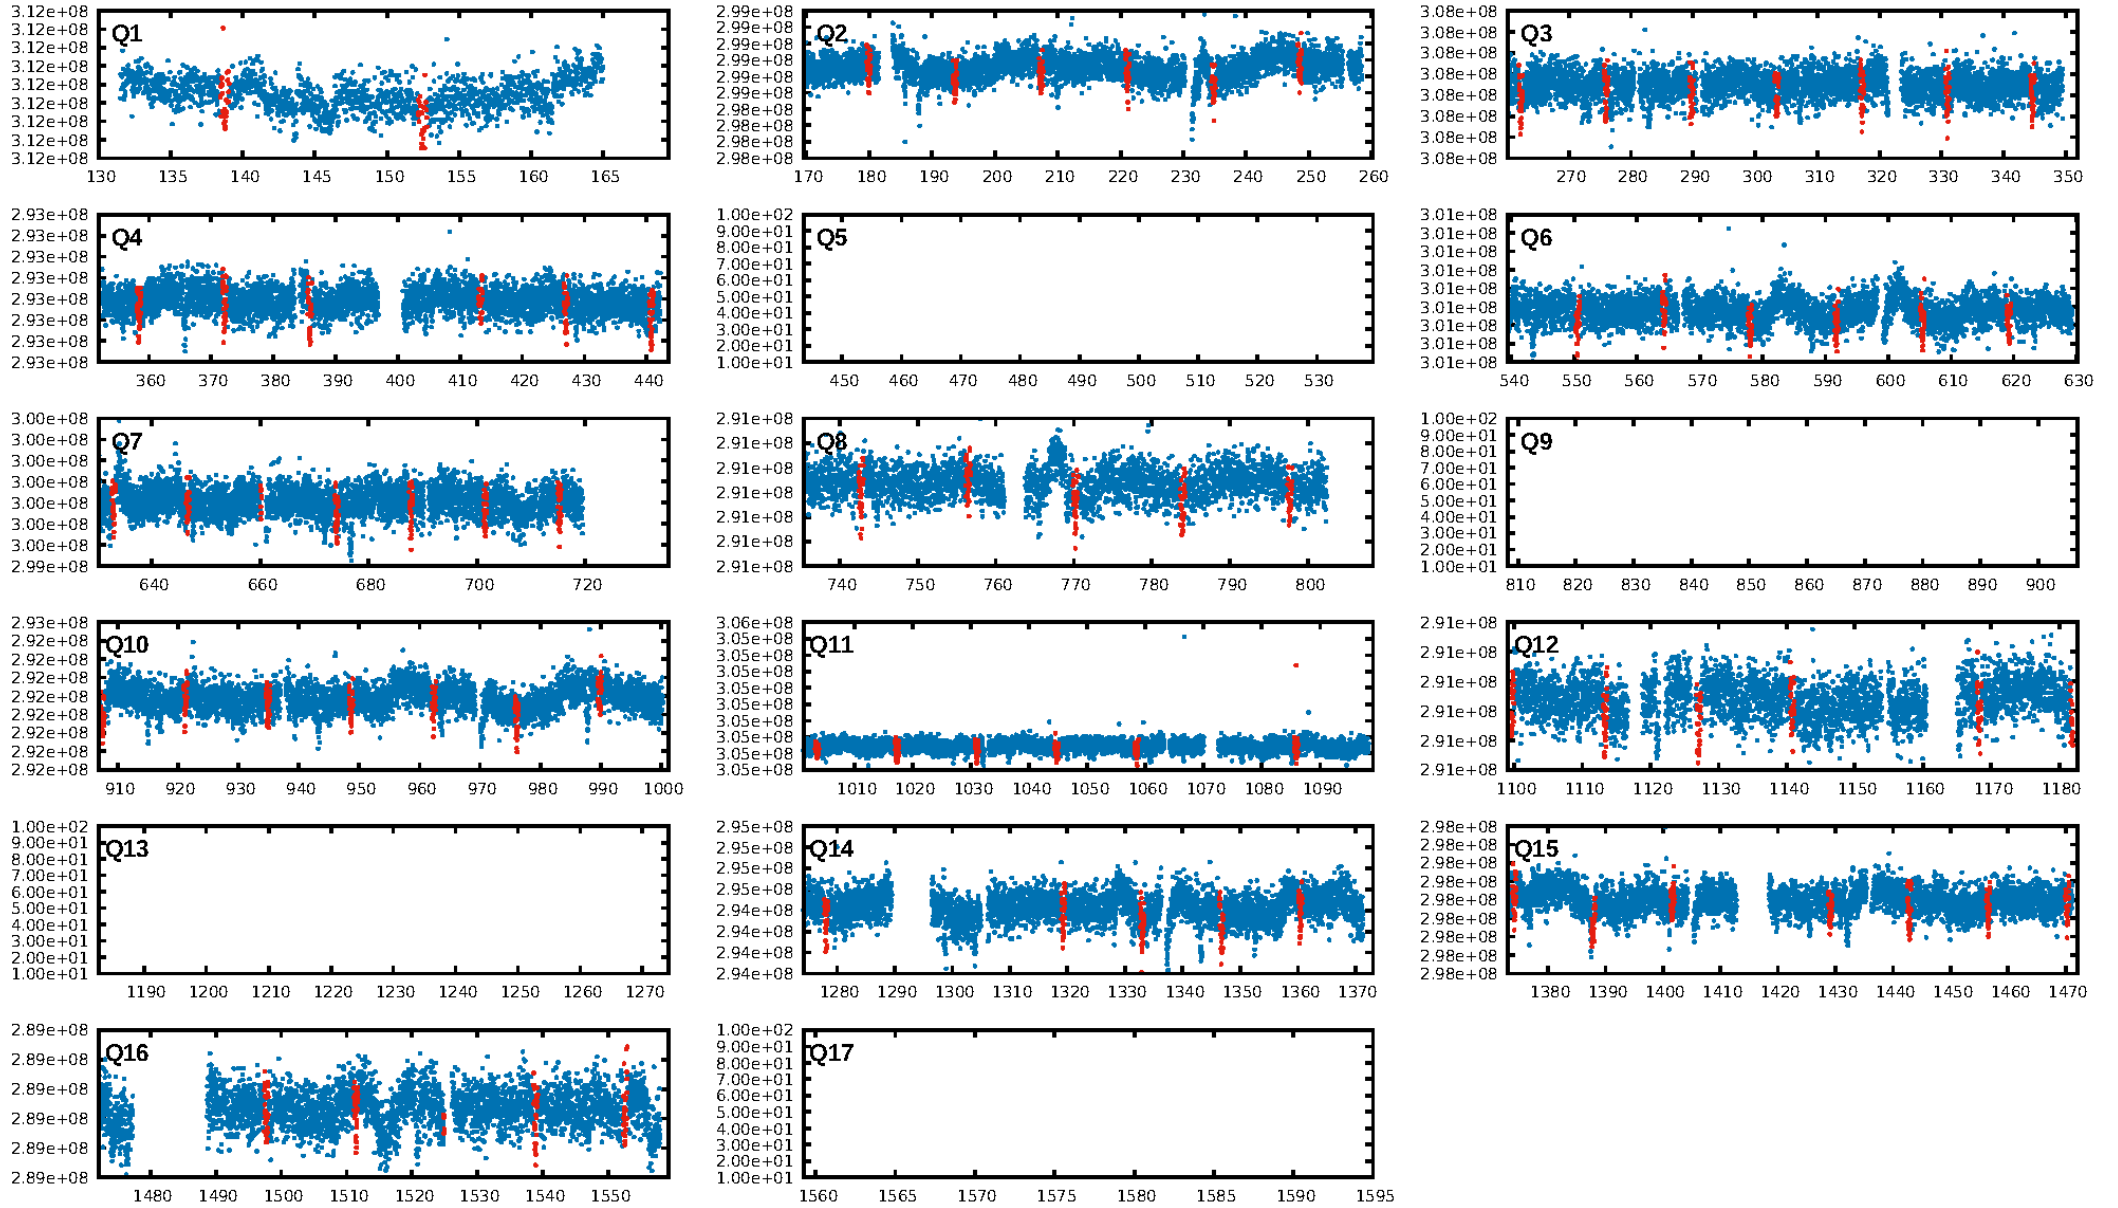 3.12e+08 3.12e+08 3.12e+08 3.12e+08 3.12e+08 3.12e+08 3.12e+08 3.12e+08 3.12e+08
Q1
130 135 140 145 150 155 160 165
2.99e+08 2.99e+08 2.99e+08 2.99e+08 2.99e+08 2.99e+08 2.98e+08 2.98e+08 2.98e+08 2.98e+08
Q2
170 180 190 200 210 220 230 240 250 260
3.08e+08 3.08e+08 3.08e+08 3.08e+08 3.08e+08 3.08e+08 3.08e+08 3.08e+08
Q3
270 280 290 300 310 320 330 340 350
2.93e+08 2.93e+08 2.93e+08 2.93e+08 2.93e+08 2.93e+08 2.93e+08 2.93e+08
Q4
360 370 380 390 400 410 420 430 440
1.00e+02 9.00e+01 8.00e+01 7.00e+01 6.00e+01 5.00e+01 4.00e+01 3.00e+01 2.00e+01 1.00e+01
Q5
450 460 470 480 490 500 510 520 530
3.01e+08 3.01e+08 3.01e+08 3.01e+08 3.01e+08 3.01e+08 3.01e+08 3.01e+08 3.01e+08
Q6
540 550 560 570 580 590 600 610 620 630
3.00e+08 3.00e+08 3.00e+08 3.00e+08 3.00e+08 3.00e+08 3.00e+08 2.99e+08
Q7
640 660 680 700 720
2.91e+08 2.91e+08 2.91e+08 2.91e+08 2.91e+08 2.91e+08 2.91e+08
Q8
740 750 760 770 780 790 800
1.00e+02 9.00e+01 8.00e+01 7.00e+01 6.00e+01 5.00e+01 4.00e+01 3.00e+01 2.00e+01 1.00e+01
Q9
810 820 830 840 850 860 870 880 890 900
2.93e+08 2.92e+08 2.92e+08 2.92e+08 2.92e+08 2.92e+08 2.92e+08 2.92e+08 2.92e+08
Q10
910 920 930 940 950 960 970 980 990 1000
3.06e+08 3.05e+08 3.05e+08 3.05e+08 3.05e+08 3.05e+08 3.05e+08 3.05e+08 3.05e+08 3.05e+08
Q11
1010 1020 1030 1040 1050 1060 1070 1080 1090
2.91e+08 2.91e+08 2.91e+08 2.91e+08 2.91e+08 2.91e+08
Q12
1100 1110 1120 1130 1140 1150 1160 1170 1180
1.00e+02 9.00e+01 8.00e+01 7.00e+01 6.00e+01 5.00e+01 4.00e+01 3.00e+01 2.00e+01 1.00e+01
Q13
1190 1200 1210 1220 1230 1240 1250 1260 1270
2.95e+08 2.95e+08 2.95e+08 2.95e+08 2.94e+08 2.94e+08 2.94e+08 2.94e+08
Q14
1280 1290 1300 1310 1320 1330 1340 1350 1360 1370
2.98e+08 2.98e+08 2.98e+08 2.98e+08 2.98e+08 2.98e+08 2.98e+08 2.98e+08 2.98e+08
Q15
1380 1390 1400 1410 1420 1430 1440 1450 1460 1470
2.89e+08 2.89e+08 2.89e+08 2.89e+08 2.89e+08 2.89e+08
Q16
1480 1490 1500 1510 1520 1530 1540 1550
1.00e+02 9.00e+01 8.00e+01 7.00e+01 6.00e+01 5.00e+01 4.00e+01 3.00e+01 2.00e+01 1.00e+01
Q17
1560 1565 1570 1575 1580 1585 1590 1595